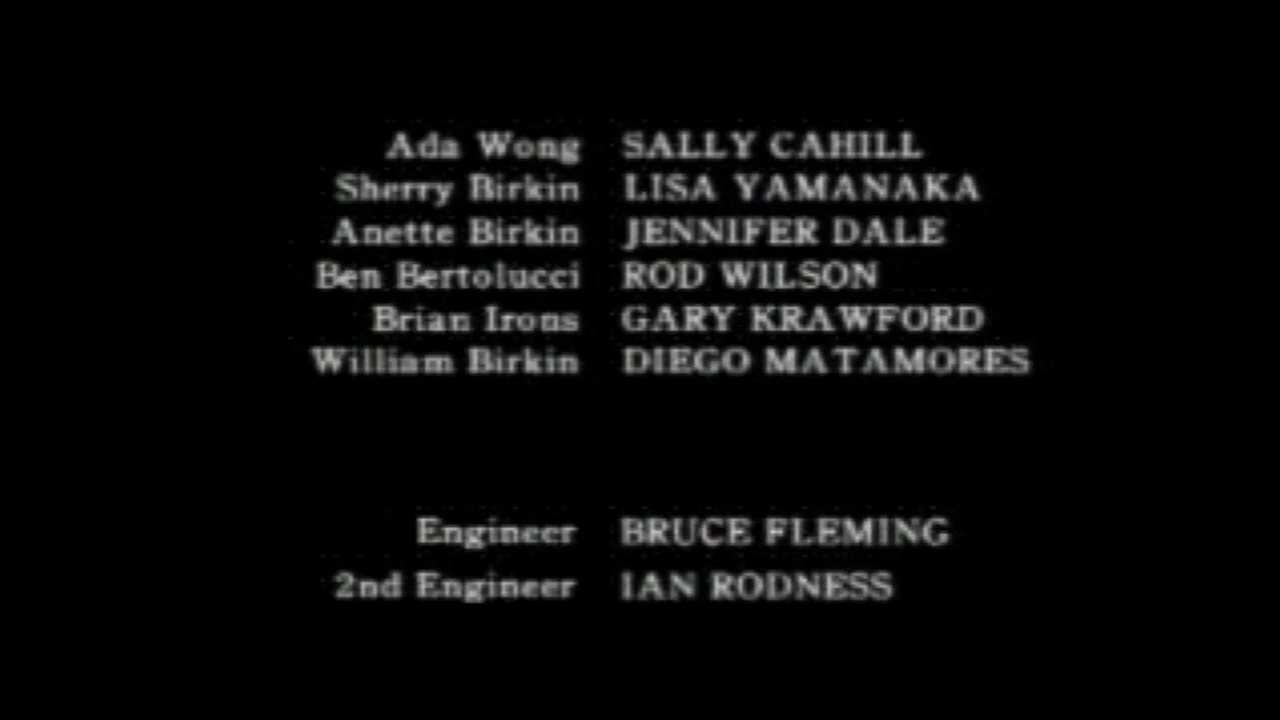 Ada Wong SALLY CAHILL
Sherry Birkin LISA YAMANAKA
Anette Birkin JENNIFER DALE
Ben Bertolucci ROD WILSON
Brian Irons GARY KRAWFORD
William Birkin DIEGO MATAMORES
Engineer BRUCE FLEMING
2nd Engineer IAN RODNESS